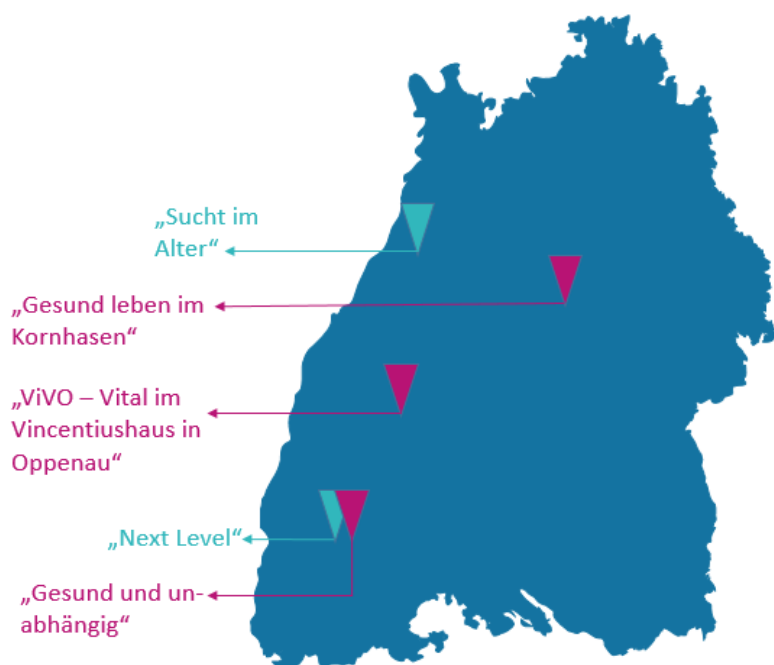 „Sucht im
Alter“
„Gesund leben im
Kornhasen“
„ViVO – Vital im
Vincentiushaus in
Oppenau“
„Next Level“
„Gesund und un-
abhängig“